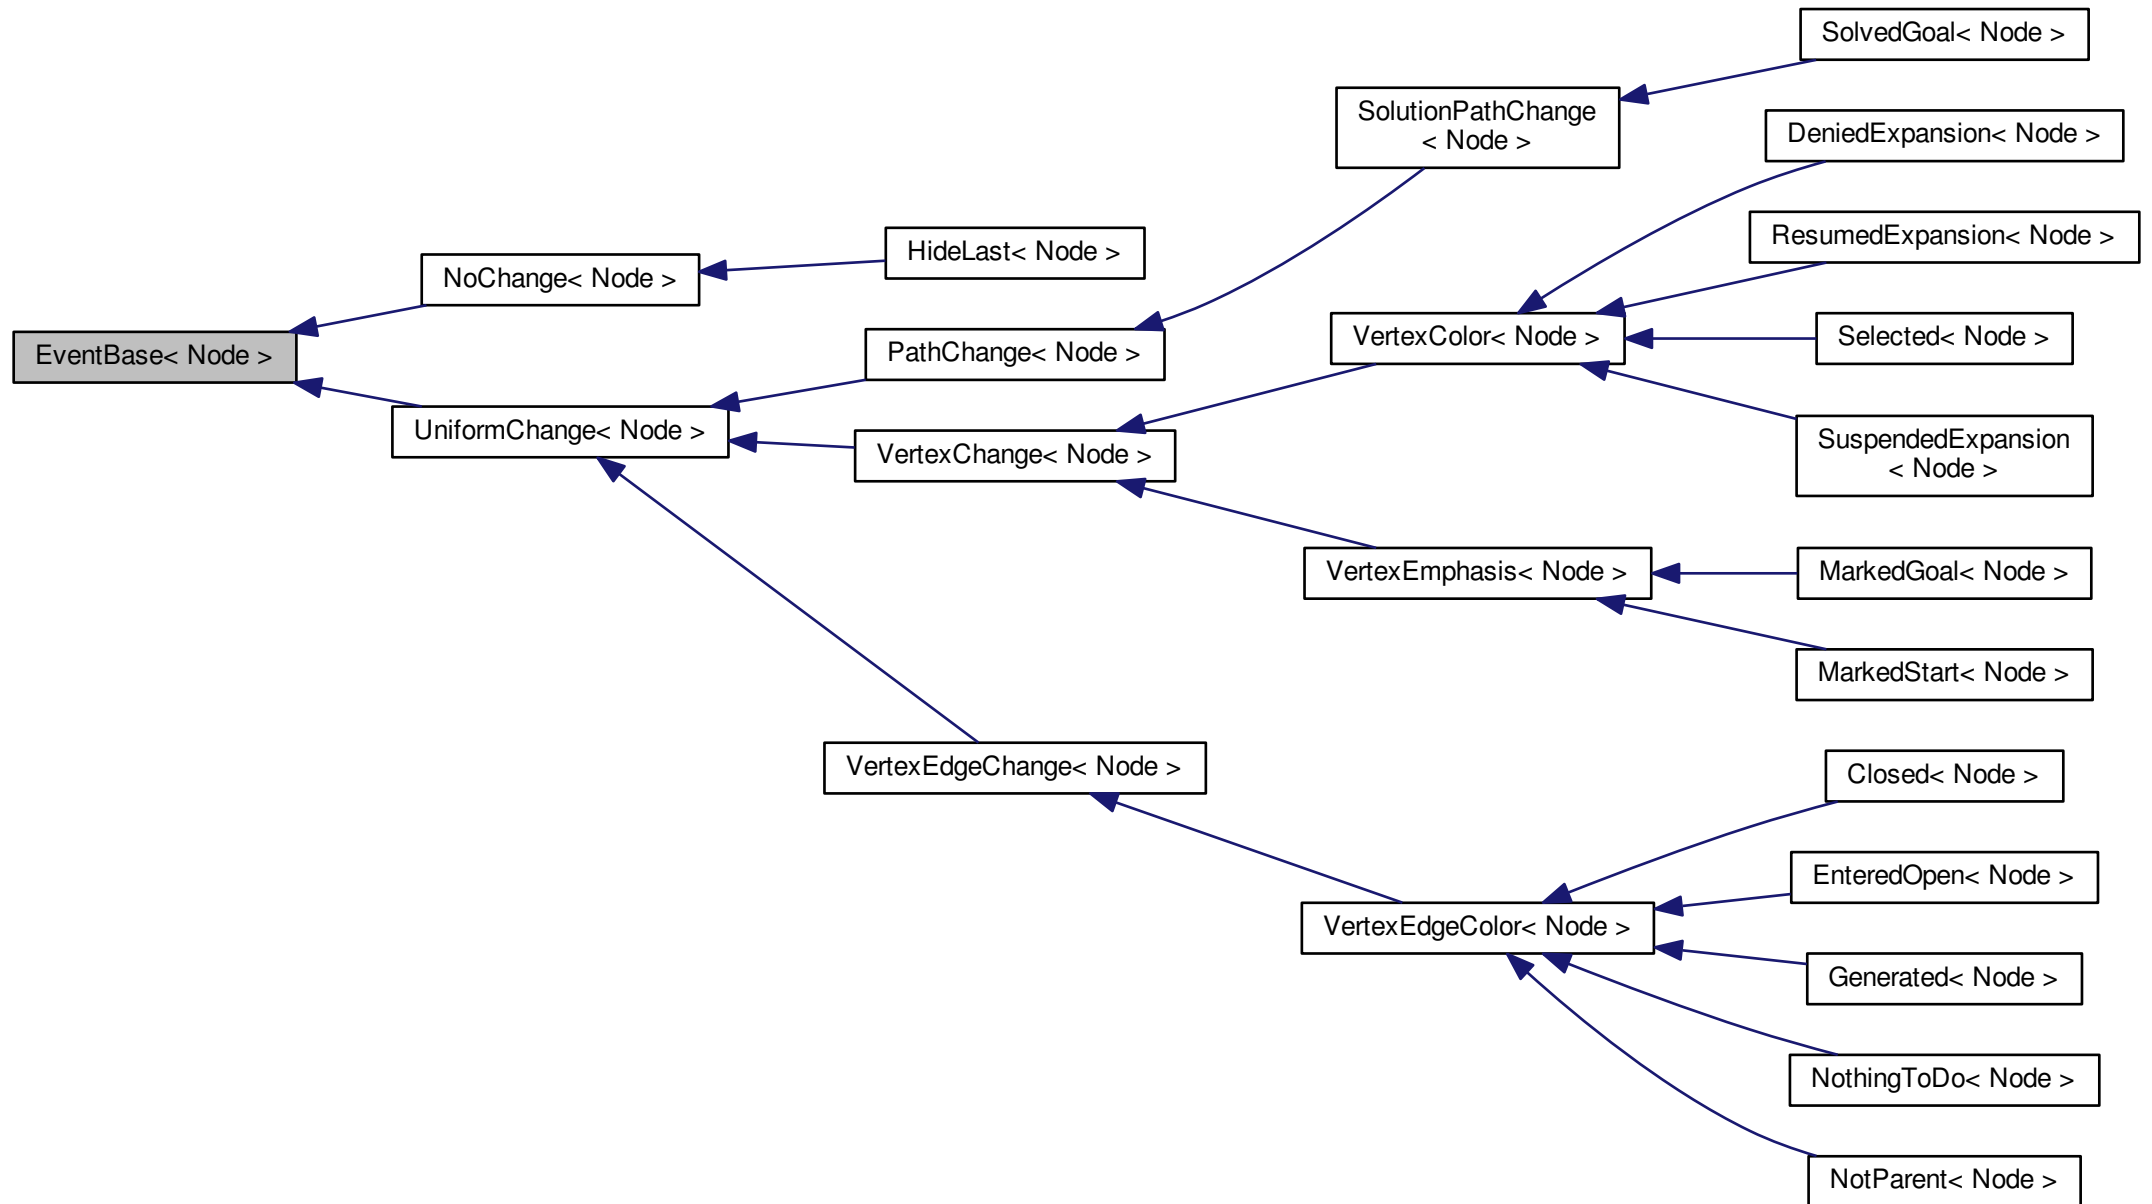 SolvedGoal< Node >
SolutionPathChange
< Node >
DeniedExpansion< Node >
ResumedExpansion< Node >
HideLast< Node >
NoChange< Node >
VertexColor< Node >
Selected< Node >
EventBase< Node >
PathChange< Node >
UniformChange< Node >
VertexChange< Node >
SuspendedExpansion
< Node >
VertexEmphasis< Node >
MarkedGoal< Node >
MarkedStart< Node >
VertexEdgeChange< Node >
Closed< Node >
EnteredOpen< Node >
VertexEdgeColor< Node >
Generated< Node >
NothingToDo< Node >
NotParent< Node >